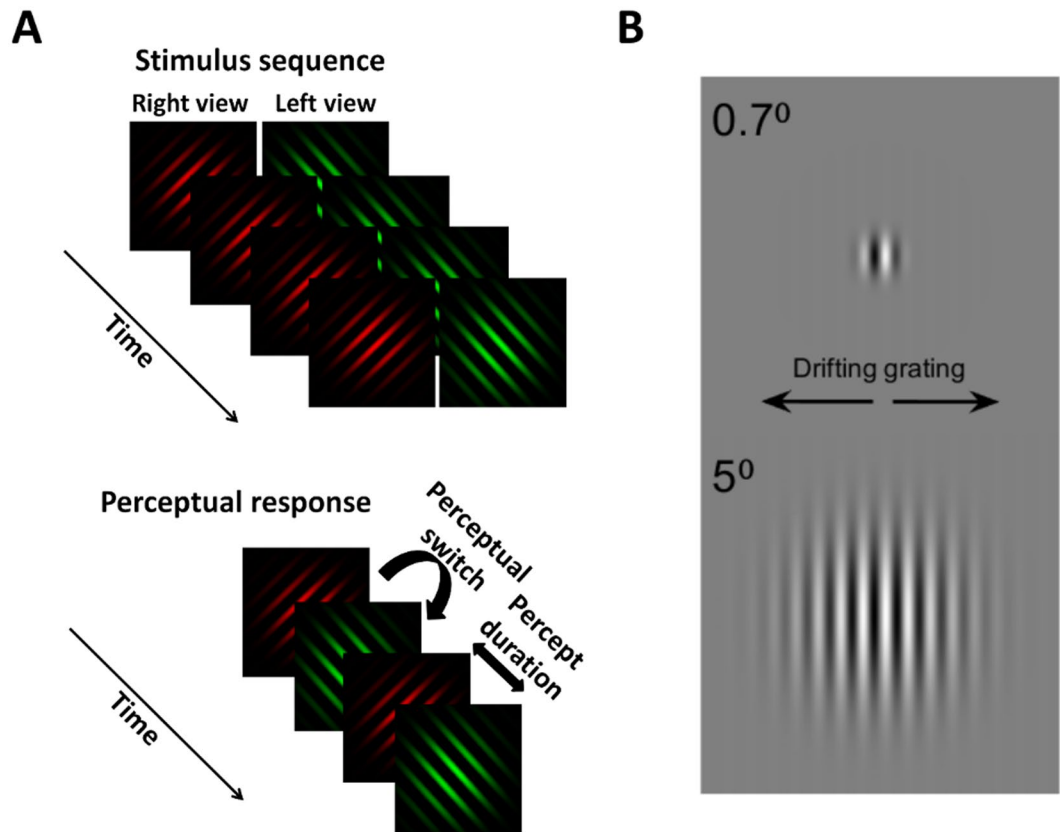 A
Stimulus sequence
Right view
Left view
Time
Perceptual response
Perceptual
switch
Percept
duration
Time
B
0.7⁰
Drifting grating
5⁰